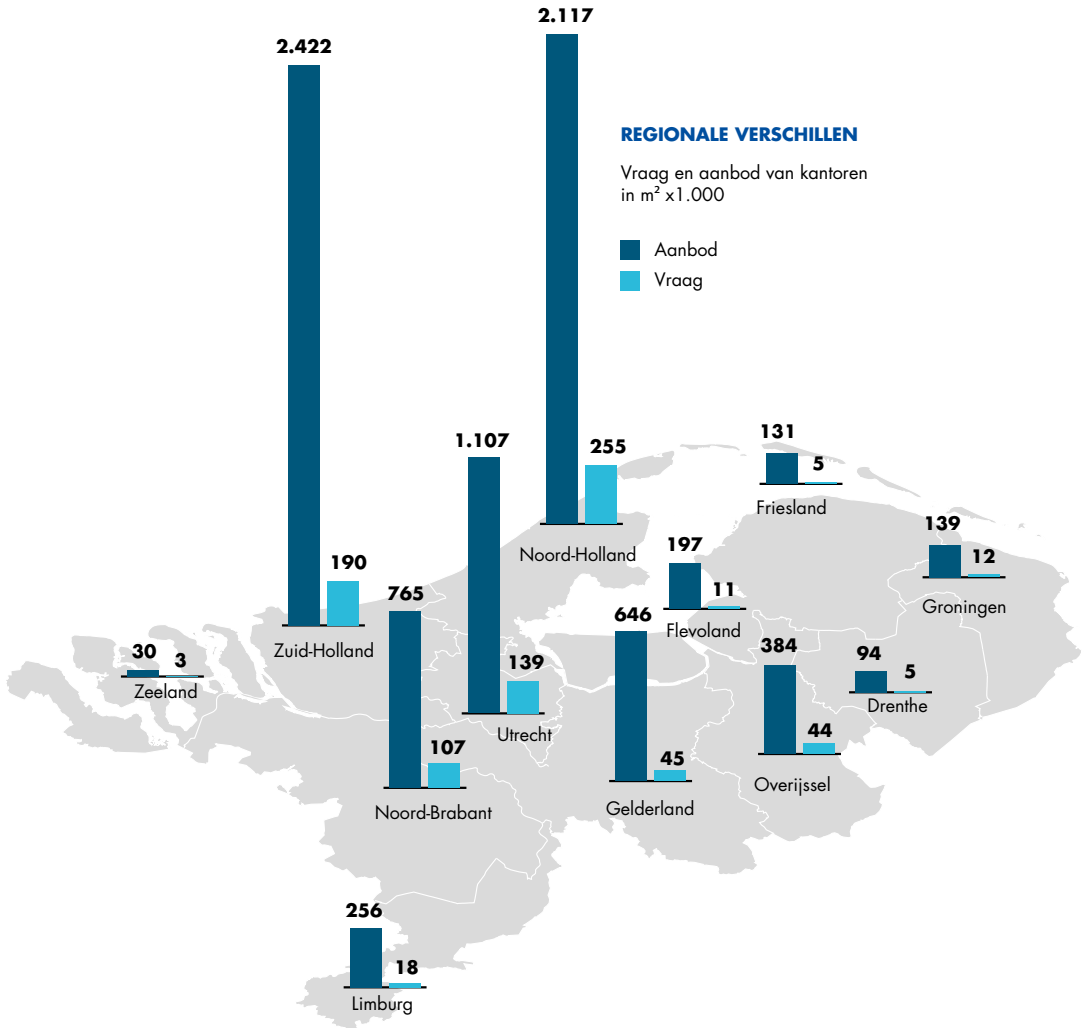 REGIONALE VERSCHILLEN
Vraag en aanbod van kantoren
in m² x1.000
Aanbod
Vraag
2.422
190
Zuid-Holland
2.117
255
Noord-Holland
1.107
139
Utrecht
131
5
Friesland
139
12
Groningen
197
11
Flevoland
765
107
Noord-Brabant
646
45
Gelderland
384
44
Overijssel
94
5
Drenthe
30
3
Zeeland
256
18
Limburg